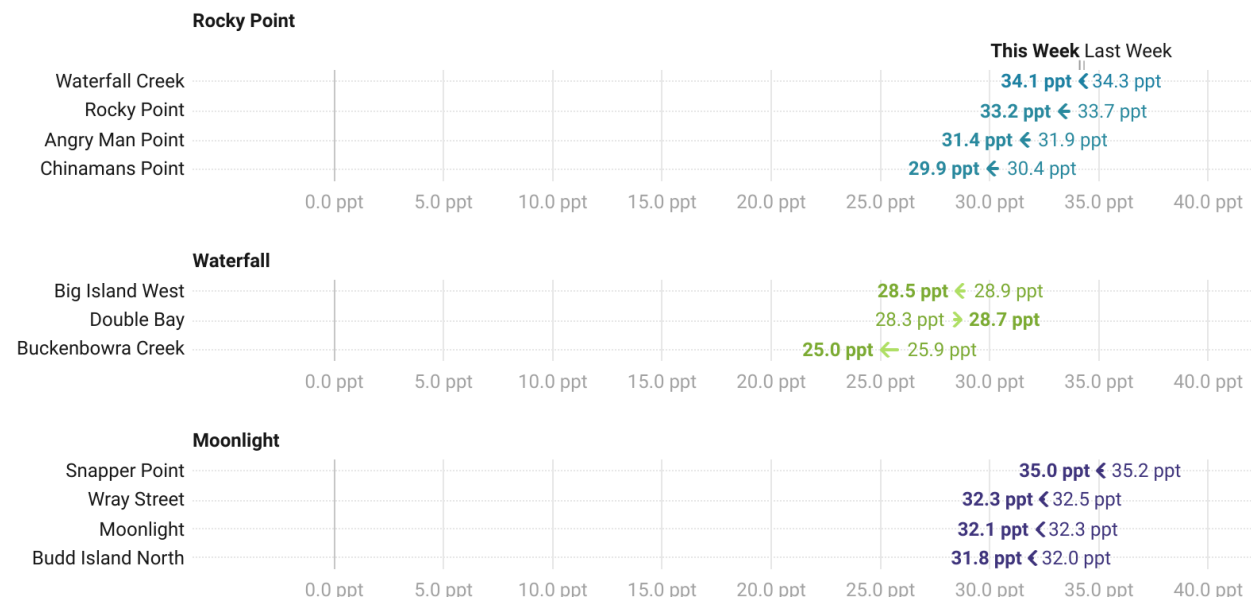 Rocky Point
This Week Last Week
Waterfall Creek 34.1 ppt 34.3 ppt
Rocky Point 33.2 ppt 33.7 ppt
Angry Man Point 31.4 ppt 31.9 ppt
Chinamans Point 29.9 ppt 30.4 ppt
0.0 ppt 5.0 ppt 10.0 ppt 15.0 ppt 20.0 ppt 25.0 ppt 30.0 ppt 35.0 ppt 40.0 ppt
Waterfall
Big Island West 28.5 ppt 28.9 ppt
Double Bay 28.3 ppt 28.7 ppt
Buckenbowra Creek 25.0 ppt 25.9 ppt
0.0 ppt 5.0 ppt 10.0 ppt 15.0 ppt 20.0 ppt 25.0 ppt 30.0 ppt 35.0 ppt 40.0 ppt
Moonlight
Snapper Point 35.0 ppt 35.2 ppt
Wray Street 32.3 ppt 32.5 ppt
Moonlight 32.1 ppt 32.3 ppt
Budd Island North 31.8 ppt 32.0 ppt
0.0 ppt 5.0 ppt 10.0 ppt 15.0 ppt 20.0 ppt 25.0 ppt 30.0 ppt 35.0 ppt 40.0 ppt